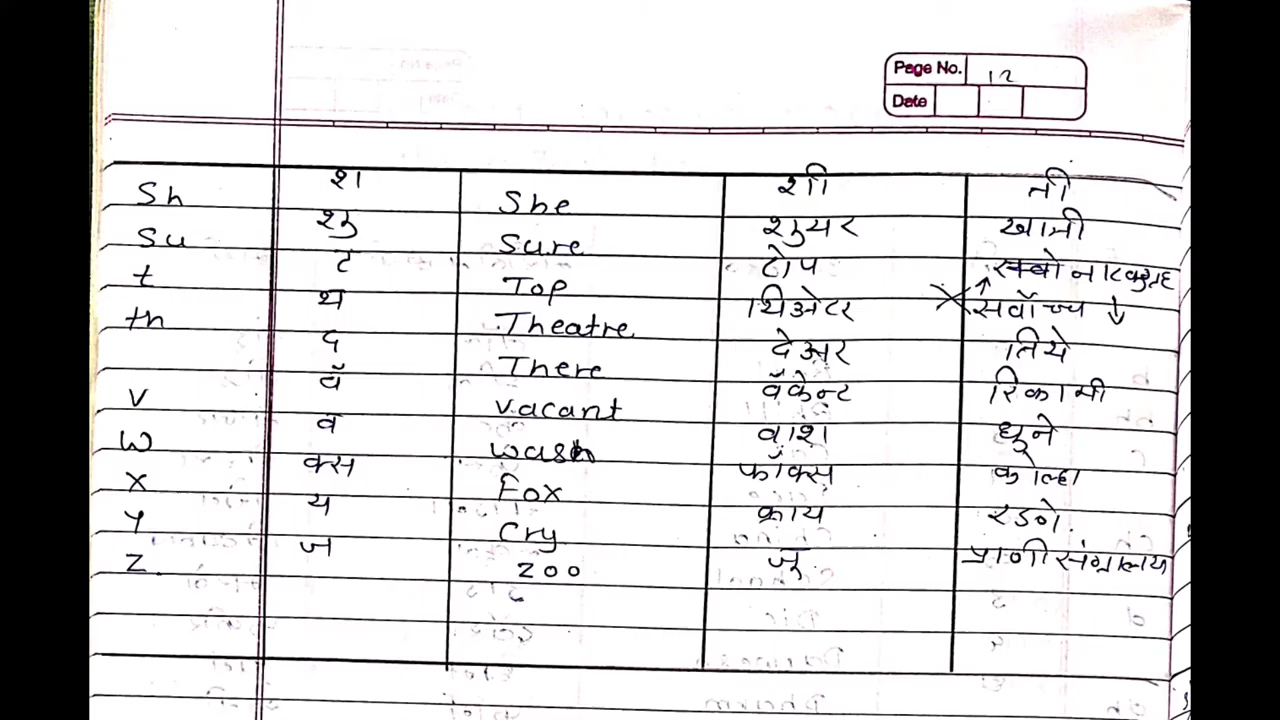 Page No. 12
Date
Sh श She शी ती
Su शु Sure शुयर खात्री
t ट Top टोप
th थ Theatre थिअेटर सर्वोच्च
द There देअर तिथे
v वॅ vacant वॅकेन्ट रिकामी
w व wash वाश धुने
x क्स Fox फॉक्स कोल्हा
y य Cry क्राय रडणे.
z. ज zoo जू प्राणीसंग्रालय